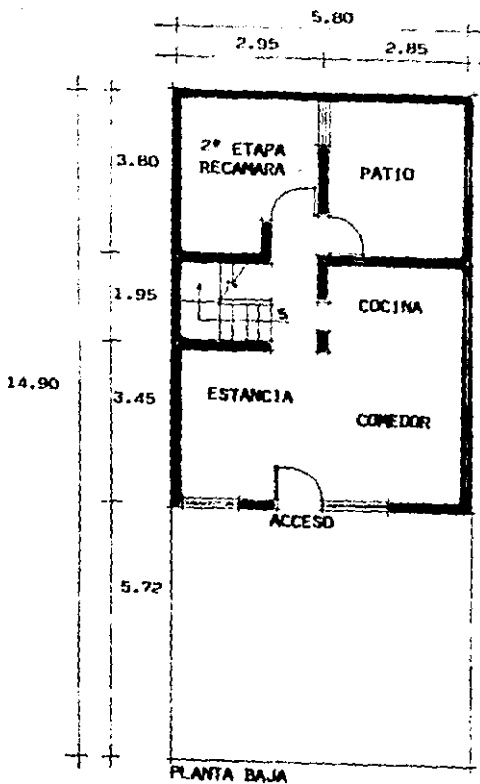 5.80
2.95 2.85
2ª ETAPA
RECAMARA
PATIO
3.80
1.95
COCINA
S
14.90
3.45
ESTANCIA
COMEDOR
ACCESO
5.72
PLANTA BAJA